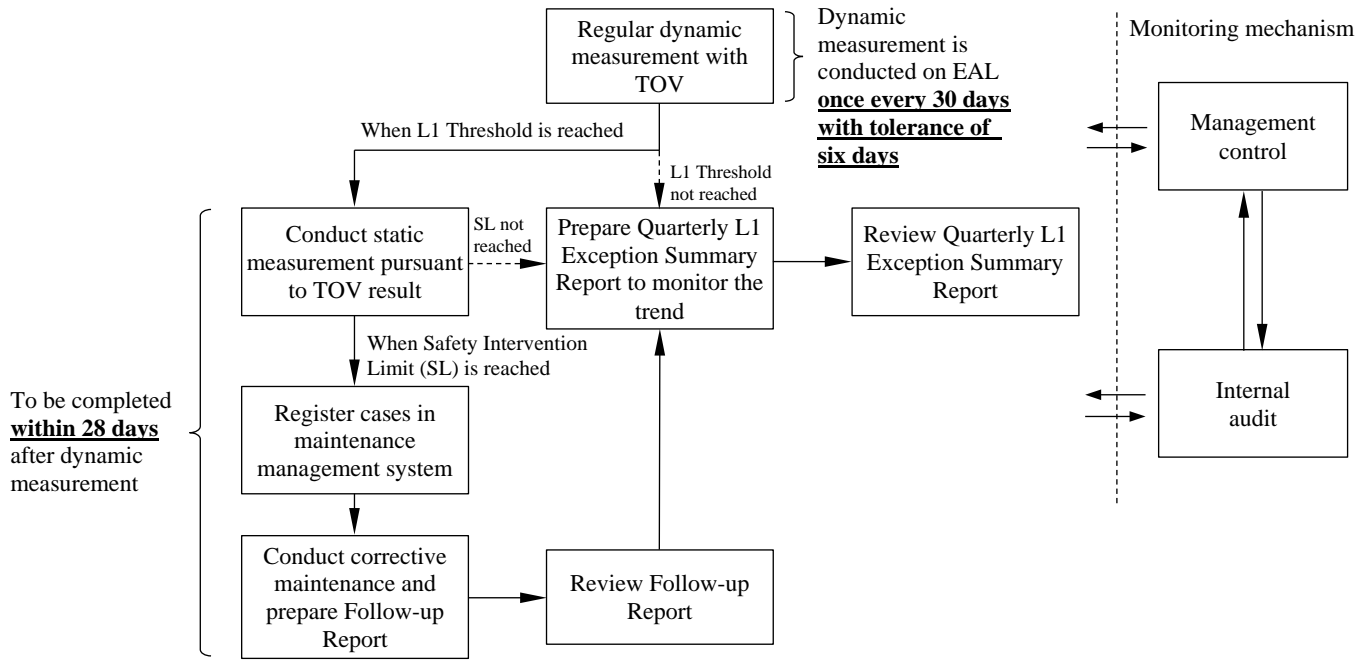 Regular dynamic
measurement with
TOV
Dynamic
measurement is
conducted on EAL
once every 30 days
with tolerance of
six days
Monitoring mechanism
Management
control
When L1 Threshold is reached
L1 Threshold
not reached
Conduct static
measurement pursuant
to TOV result
SL not
reached
Prepare Quarterly L1
Exception Summary
Report to monitor the
trend
Review Quarterly L1
Exception Summary
Report
When Safety Intervention
Limit (SL) is reached
Internal
audit
To be completed
within 28 days
after dynamic
measurement
Register cases in
maintenance
management system
Conduct corrective
maintenance and
prepare Follow-up
Report
Review Follow-up
Report